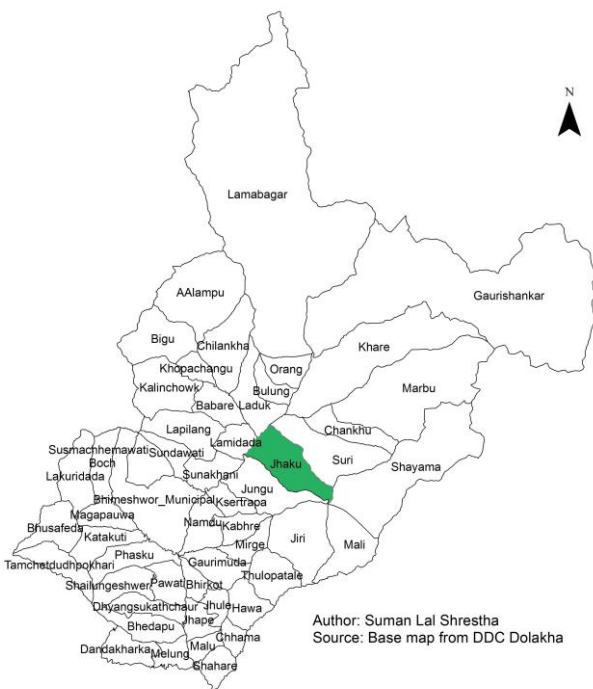 N
Lamabagar
Gaurishankar
AAlampu
Bigu
Chilankha
Khare
Khopachangu
Orang
Kalinchowk
Bulung
Marbu
Babare
Laduk
Lapilang
Chankhu
Lamidada
Susmachhemawati
Sundawati
Boch
Jhaku
Suri
Shayama
Lakuridada
Sunakhani
Jungu
Bhimeshwor_Municipal
Ksertrapa
Magapauwa
Bhusafeda
Namdu
Kabhre
Katakuti
Mirge
Jiri
Mali
Phasku
Gaurimuda
Tamchetdudhpokhari
Thulopatale
Shailungeshwer
Pawati
Bhirkot
Dhyangsukathchaur
Jhule
Hawa
Jhape
Bhedapu
Chhama
Dandakharka
Melung
Malu
Shahare
Author: Suman Lal Shrestha
Source: Base map from DDC Dolakha